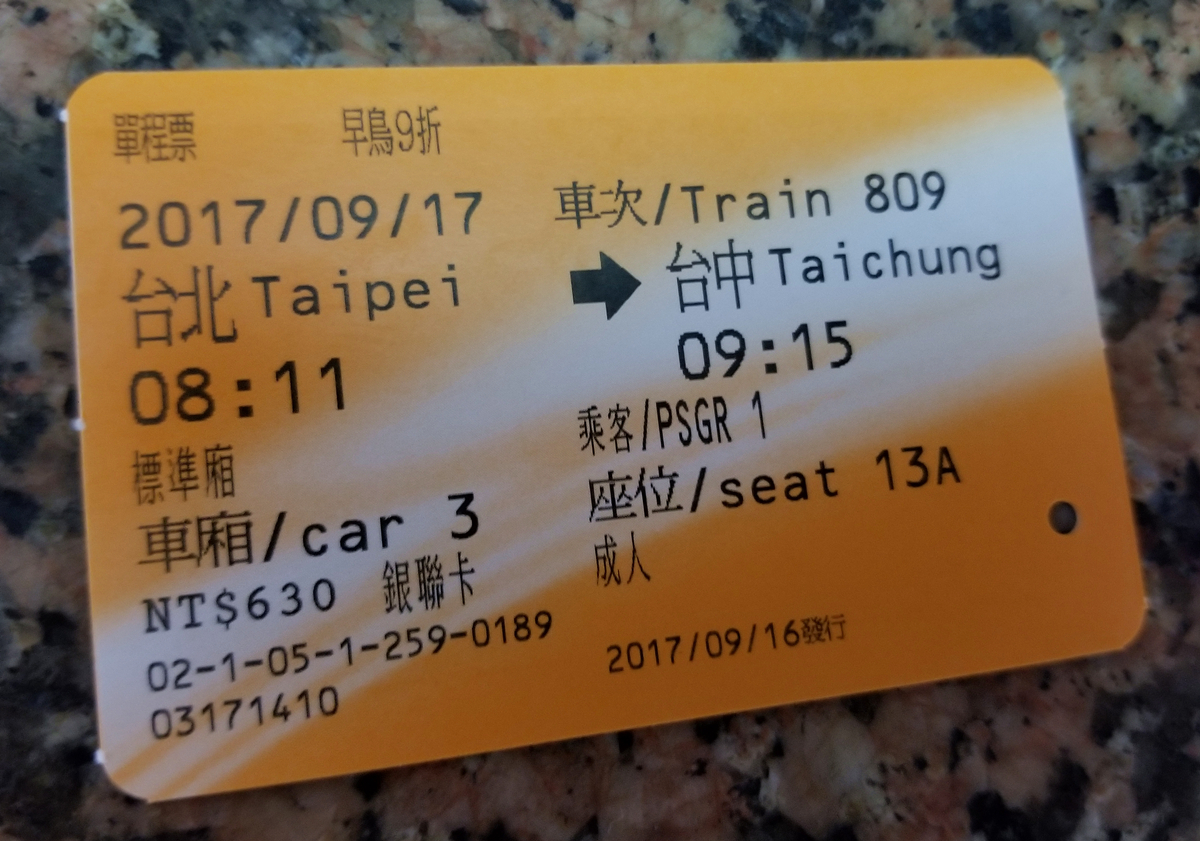 單程票 早鳥9折
2017/09/17 車次/Train 809
台北 Taipei → 台中 Taichung
08:11 09:15
乘客/PSGR 1
標準廂
座位/seat 13A
車廂/car 3
成人
NT$630 銀聯卡
02-1-05-1-259-0189
2017/09/16發行
03171410